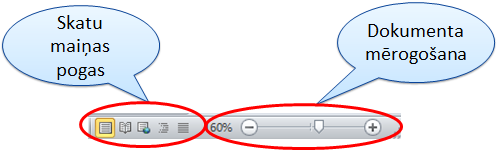 Skatu
maiņas
pogas
Dokumenta
mērogošana
60%